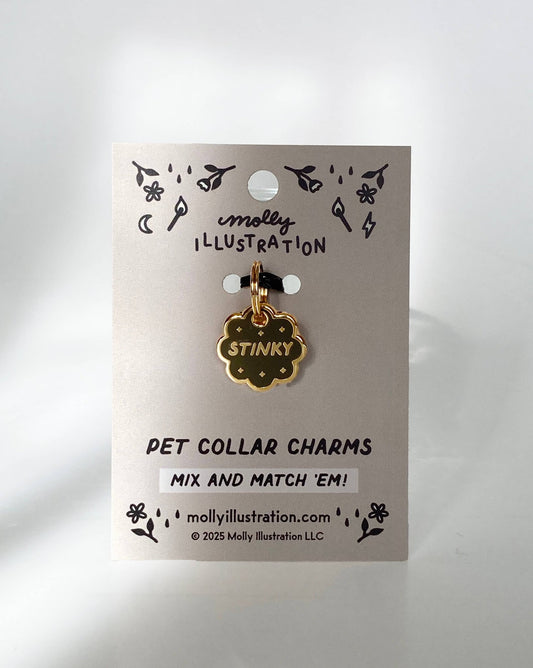 molly
ILLUSTRATION
STINKY
PET COLLAR CHARMS
MIX AND MATCH 'EM!
mollyillustration.com
© 2025 Molly Illustration LLC